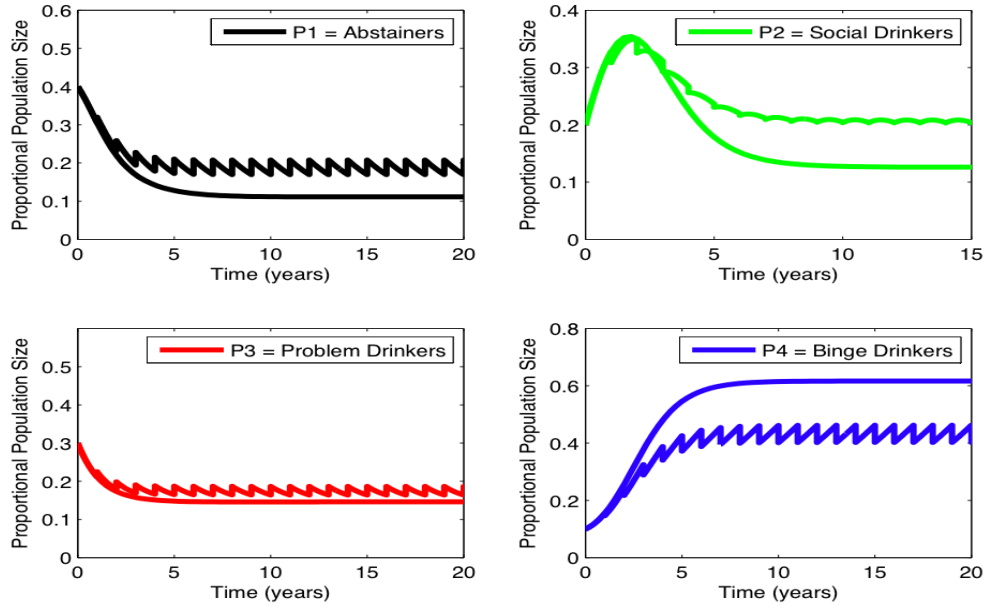 Proportional Population Size
0.6
0.5
0.4
0.3
0.2
0.1
0
P1 = Abstainers
0 5 10 15 20
Time (years)
Proportional Population Size
0.4
0.3
0.2
0.1
0
P2 = Social Drinkers
0 5 10 15
Time (years)
Proportional Population Size
0.5
0.4
0.3
0.2
0.1
0
P3 = Problem Drinkers
0 5 10 15 20
Time (years)
Proportional Population Size
0.8
0.6
0.4
0.2
0
P4 = Binge Drinkers
0 5 10 15 20
Time (years)